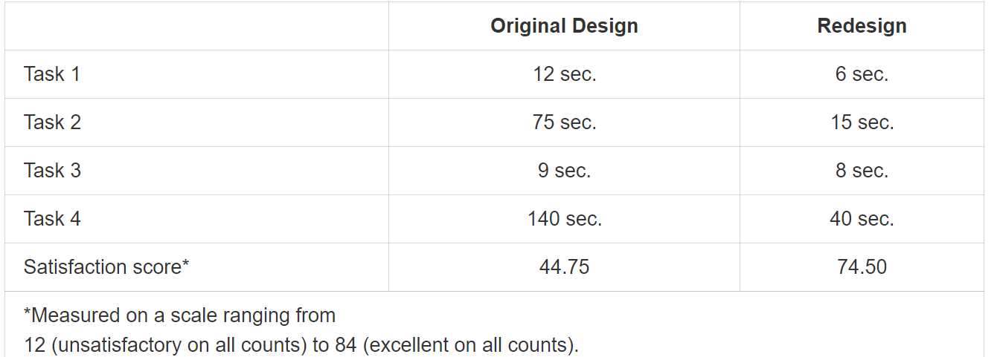 Original Design Redesign
Task 1 12 sec. 6 sec.
Task 2 75 sec. 15 sec.
Task 3 9 sec. 8 sec.
Task 4 140 sec. 40 sec.
Satisfaction score* 44.75 74.50
*Measured on a scale ranging from
12 (unsatisfactory on all counts) to 84 (excellent on all counts).